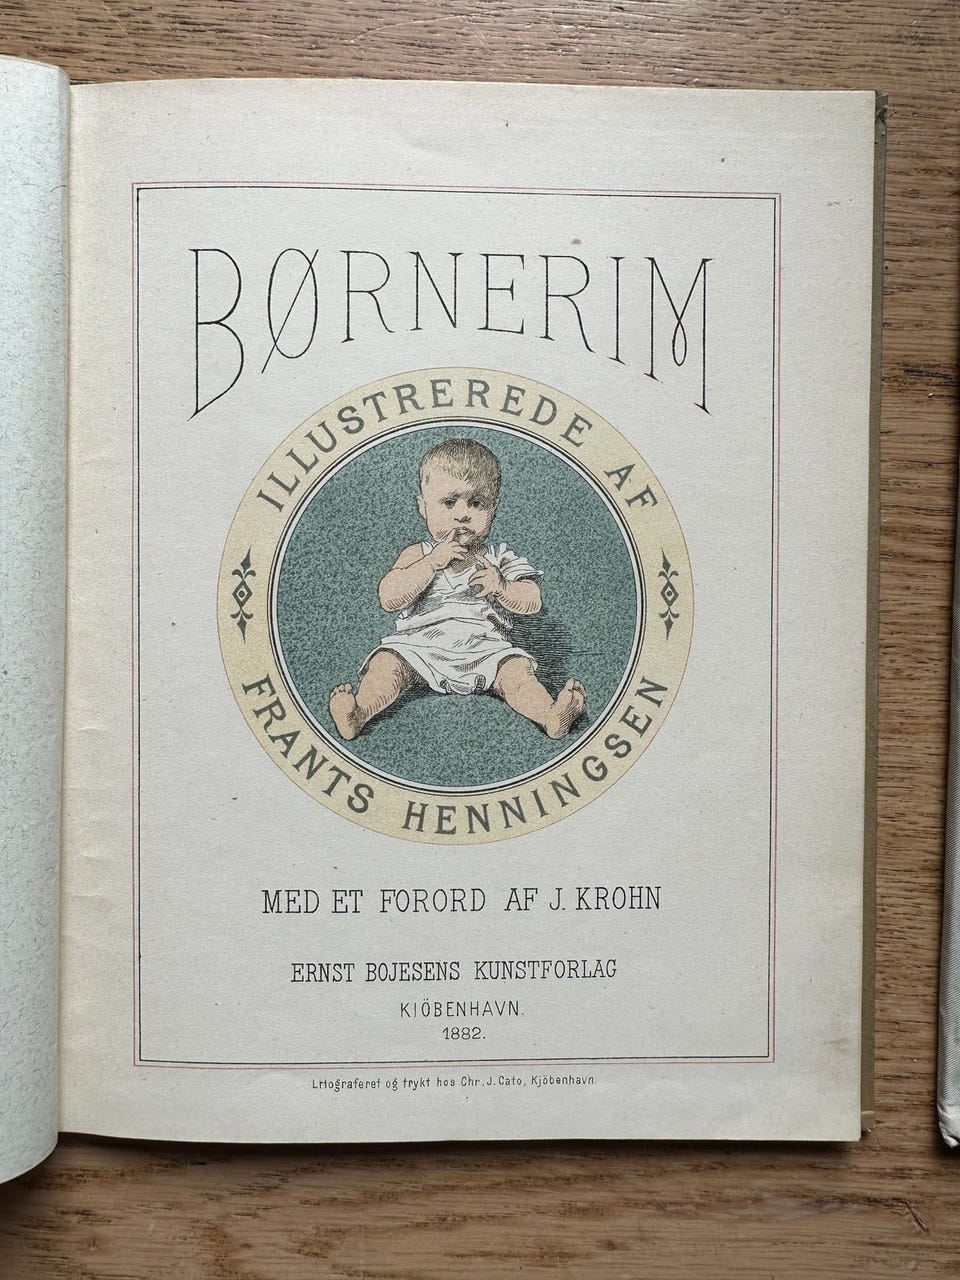 BØRNERIM
ILLUSTREREDE AF
FRANTS HENNINGSEN
MED ET FORORD AF J. KROHN
ERNST BOJESENS KUNSTFORLAG
KIÖBENHAVN.
1882.
Litograferet og trykt hos Chr. J. Cato, Kjöbenhavn.